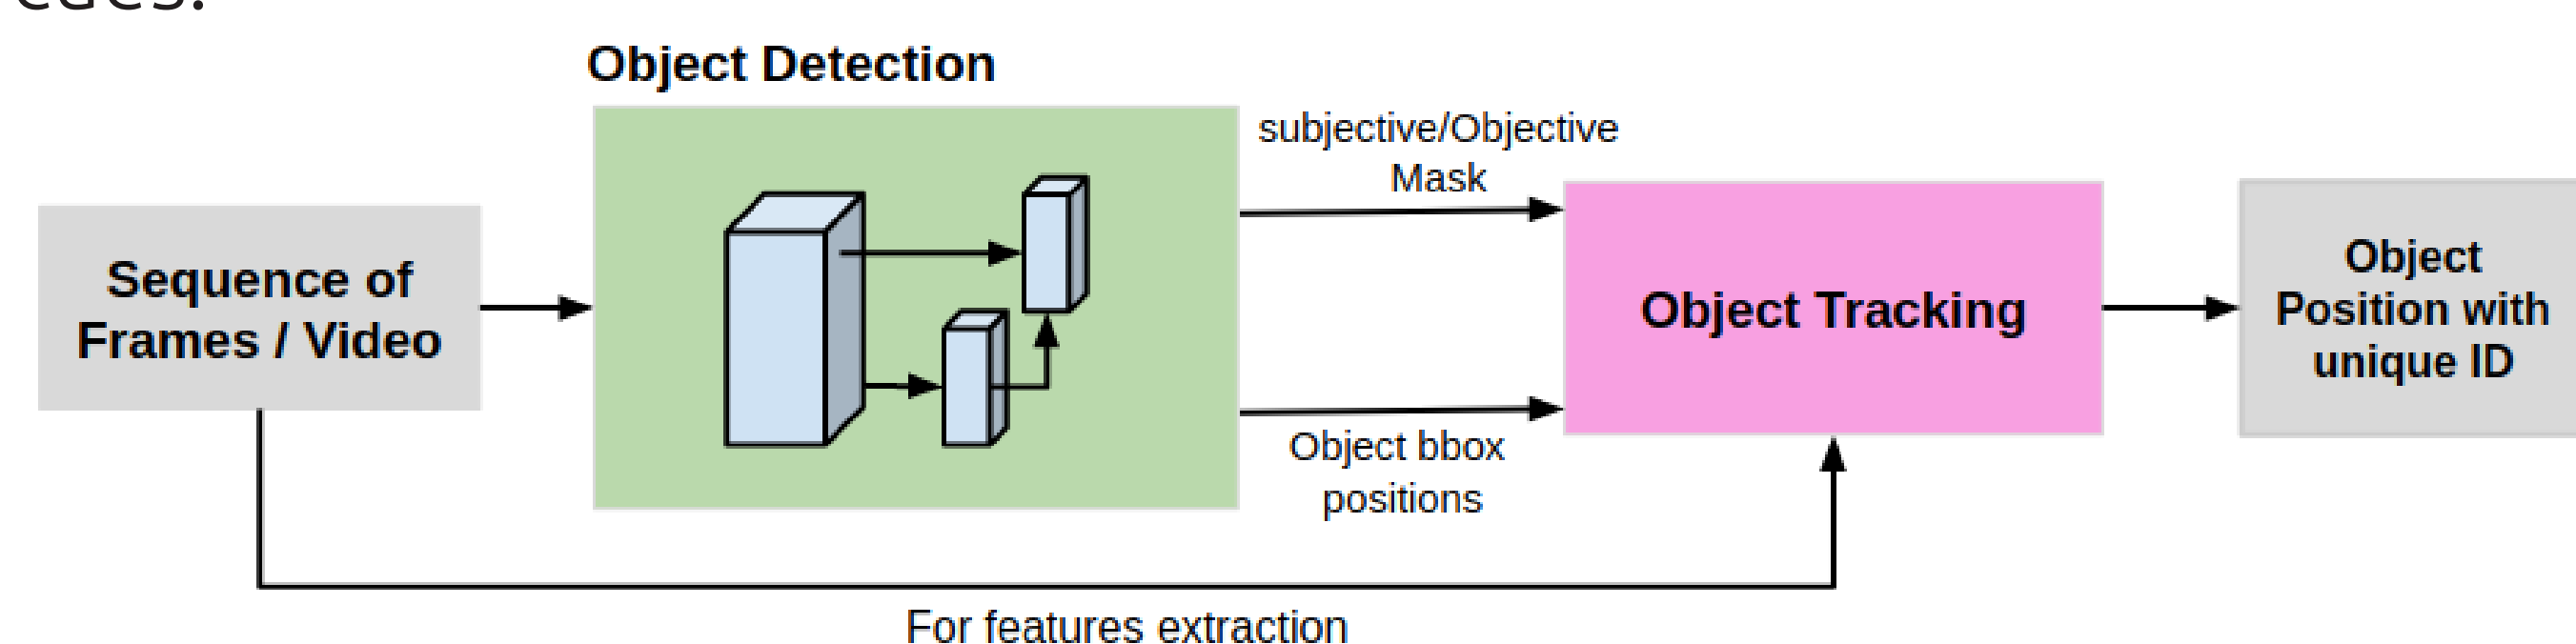 Object Detection
subjective/Objective
Mask
Sequence of
Frames / Video
Object Tracking
Object
Position with
unique ID
Object bbox
positions
For features extraction